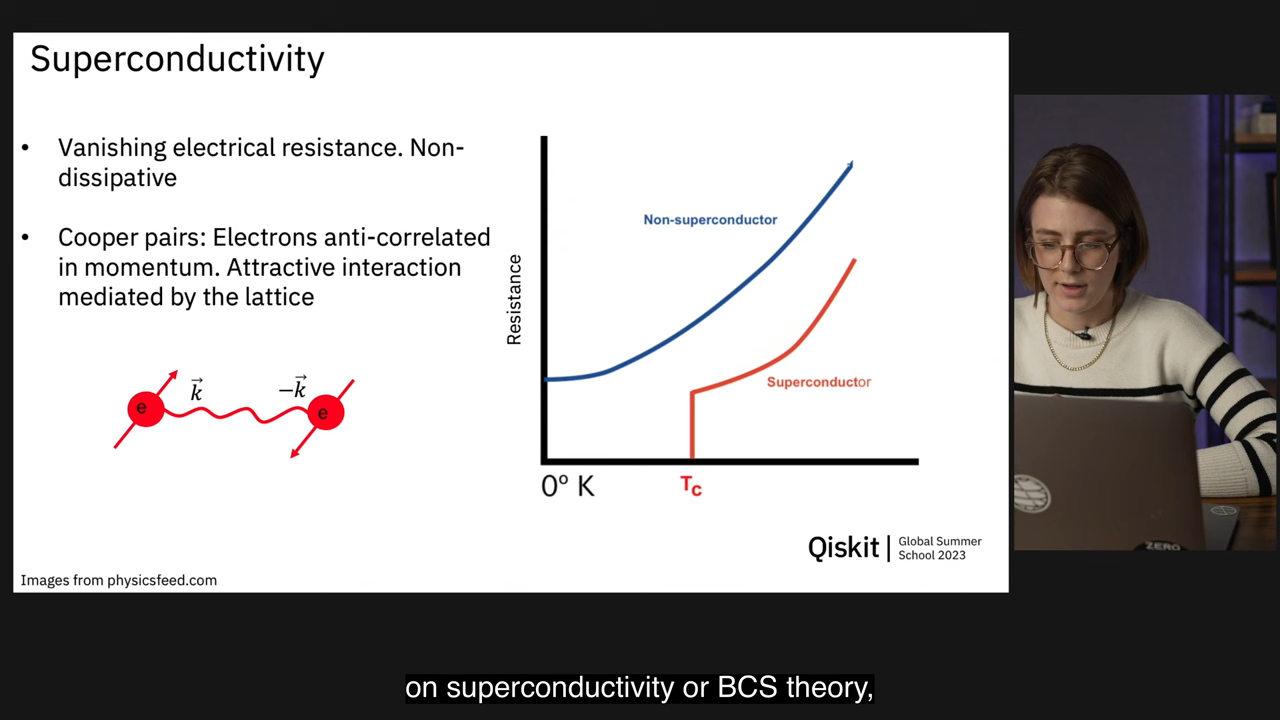 Superconductivity
• Vanishing electrical resistance. Non-
dissipative
• Cooper pairs: Electrons anti-correlated
in momentum. Attractive interaction
mediated by the lattice
e
k⃗
−k⃗
e
Resistance
Non-superconductor
Superconductor
0° K
Tc
Qiskit | Global Summer
School 2023
Images from physicsfeed.com
ZERO
on superconductivity or BCS theory,